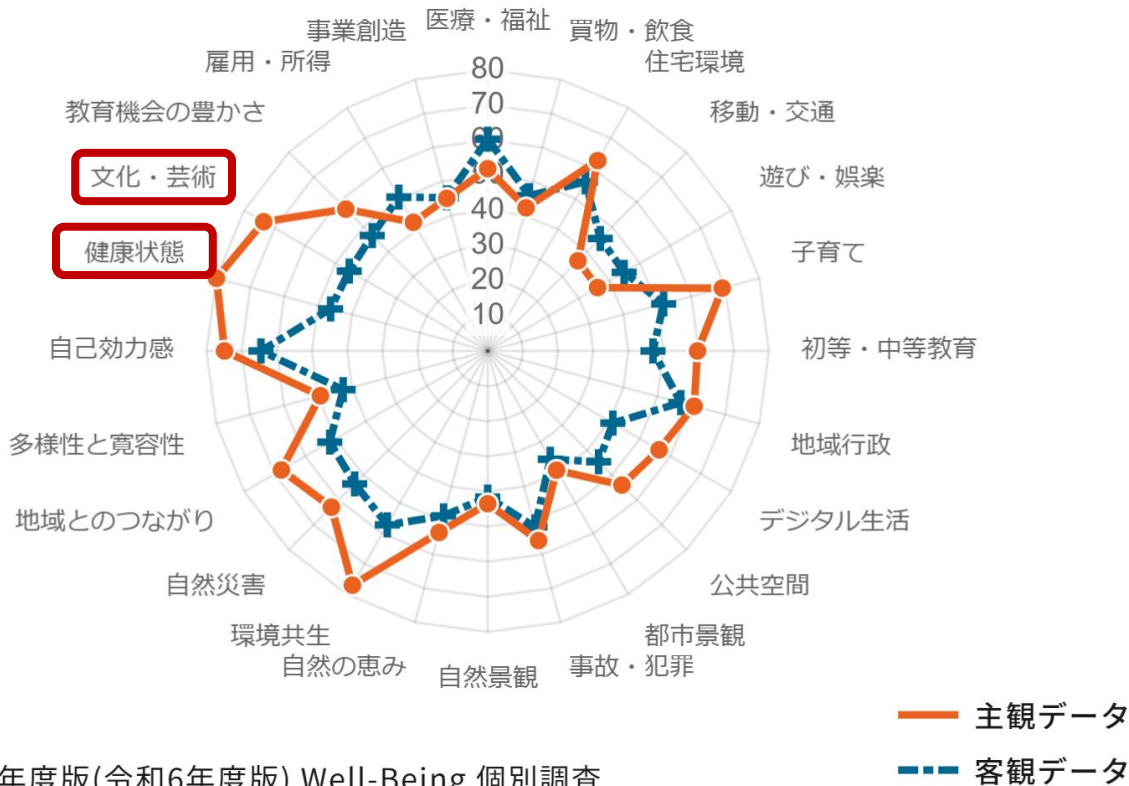 医療・福祉
買物・飲食
住宅環境
移動・交通
遊び・娯楽
子育て
初等・中等教育
地域行政
デジタル生活
公共空間
都市景観
事故・犯罪
自然景観
自然の恵み
環境共生
自然災害
地域とのつながり
多様性と寛容性
自己効力感
健康状態
文化・芸術
教育機会の豊かさ
雇用・所得
事業創造
80
70
60
50
40
30
20
10
主観データ
客観データ
年度版(令和6年度版) Well-Being 個別調査